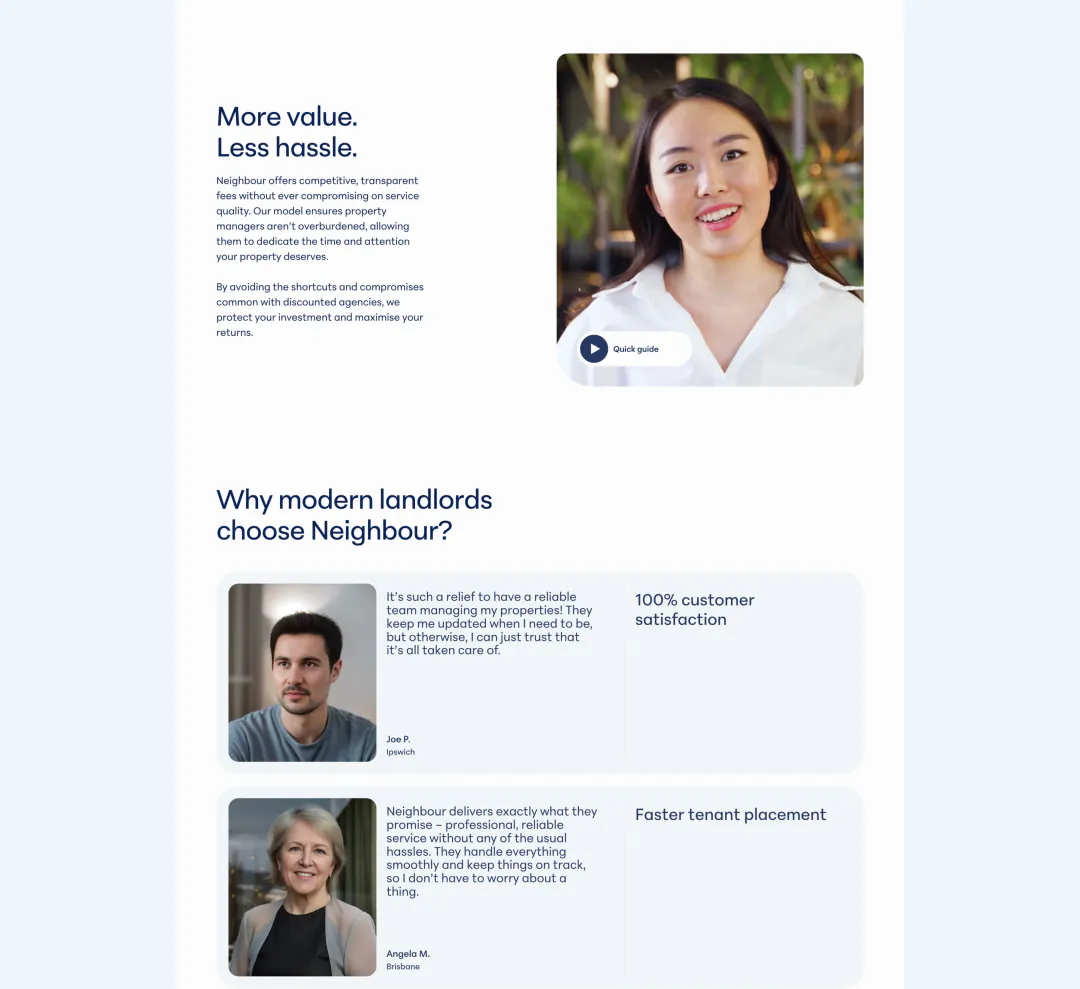 More value.
Less hassle.
Neighbour offers competitive, transparent
fees without ever compromising on service
quality. Our model ensures property
managers aren’t overburdened, allowing
them to dedicate the time and attention
your property deserves.
By avoiding the shortcuts and compromises
common with discounted agencies, we
protect your investment and maximise your
returns.
Quick guide
Why modern landlords
choose Neighbour?
It’s such a relief to have a reliable
team managing my properties! They
keep me updated when I need to be,
but otherwise, I can just trust that
it’s all taken care of.
Joe P.
Ipswich
100% customer
satisfaction
Neighbour delivers exactly what they
promise – professional, reliable
service without any of the usual
hassles. They handle everything
smoothly and keep things on track,
so I don’t have to worry about a
thing.
Angela M.
Brisbane
Faster tenant placement